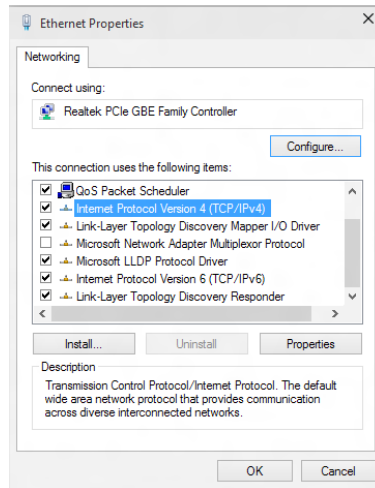 Ethernet Properties
Networking
Connect using:
Realtek PCIe GBE Family Controller
Configure...
This connection uses the following items:
QoS Packet Scheduler
Internet Protocol Version 4 (TCP/IPv4)
Link-Layer Topology Discovery Mapper I/O Driver
Microsoft Network Adapter Multiplexor Protocol
Microsoft LLDP Protocol Driver
Internet Protocol Version 6 (TCP/IPv6)
Link-Layer Topology Discovery Responder
Install...
Uninstall
Properties
Description
Transmission Control Protocol/Internet Protocol. The default
wide area network protocol that provides communication
across diverse interconnected networks.
OK
Cancel